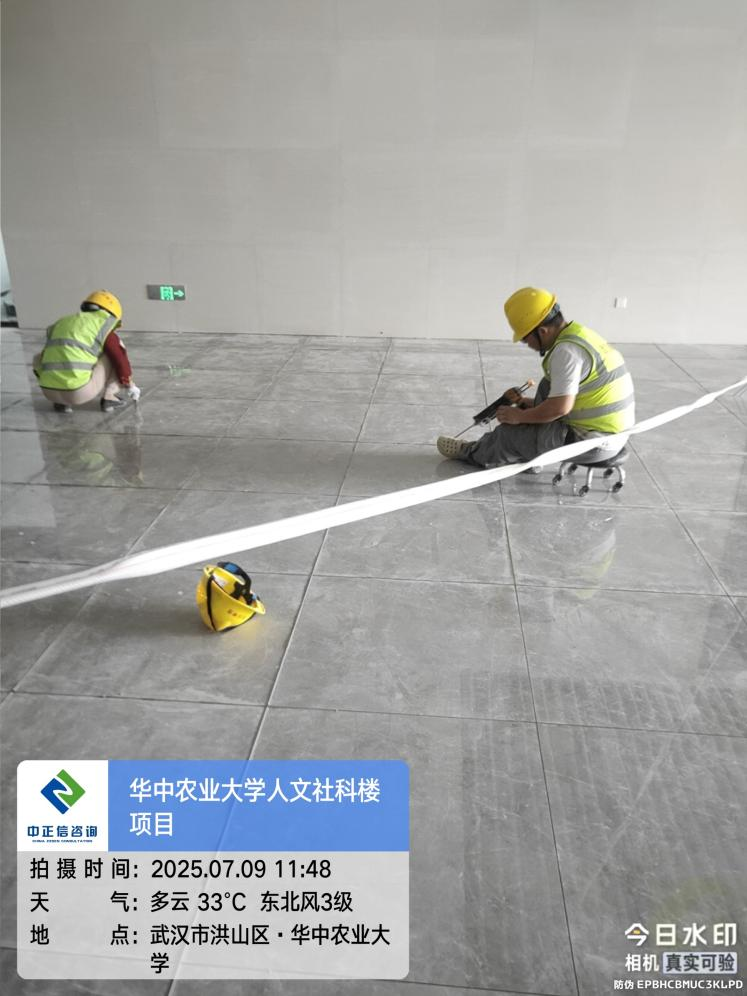 华中农业大学人文社科楼
项目
中正信咨询
拍摄时间：2025.07.09 11:48
天气：多云 33°C 东北风3级
地点：武汉市洪山区·华中农业大
学
今日水印
相机 真实可验
防伪 EPBHCBMUC3KLPD